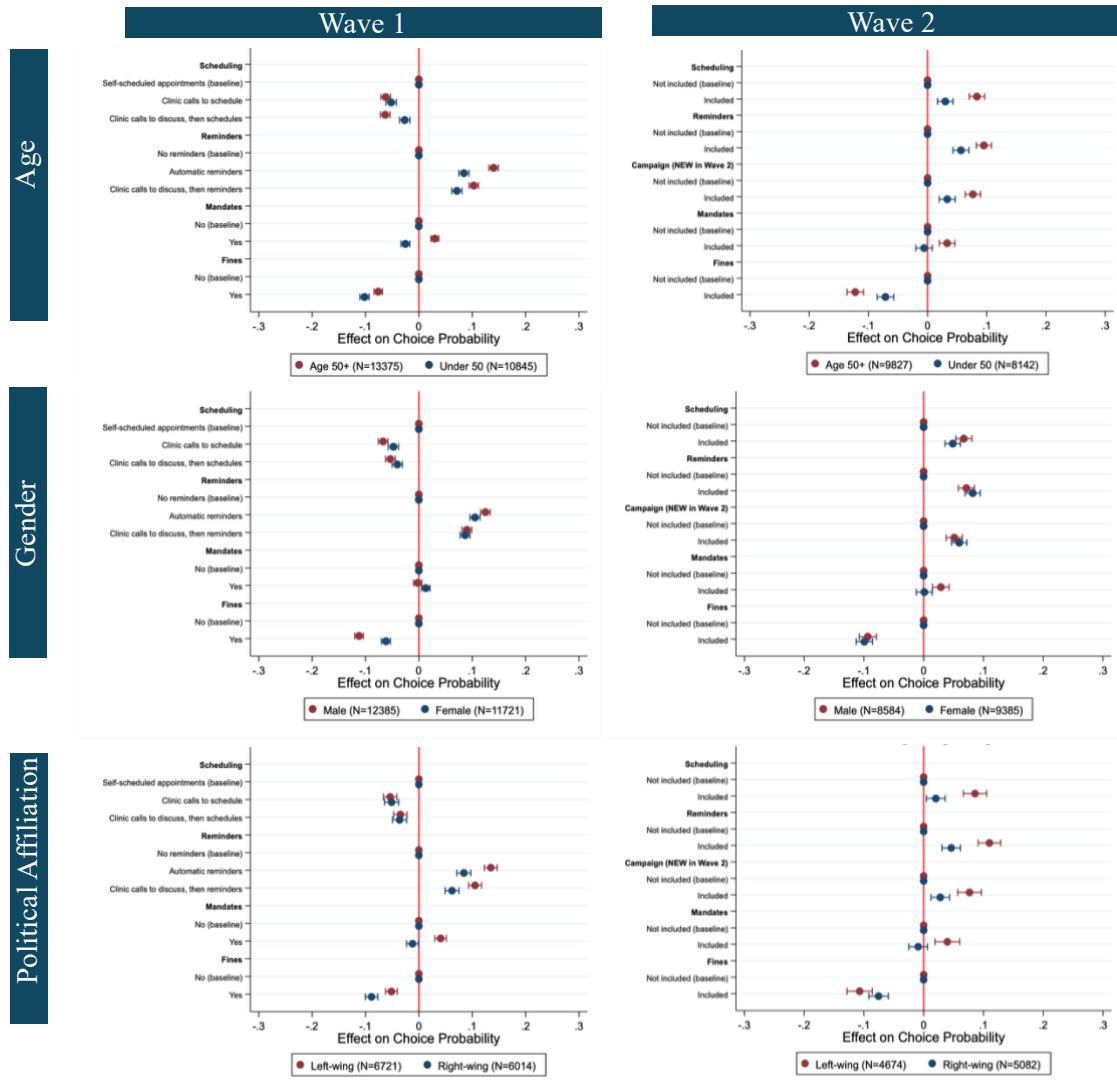 Wave 1
Wave 2
Age
Scheduling
Self-scheduled appointments (baseline)
Clinic calls to schedule
Clinic calls to discuss, then schedules
Reminders
No reminders (baseline)
Automatic reminders
Clinic calls to discuss, then reminders
Mandates
No (baseline)
Yes
Fines
No (baseline)
Yes
-.3 -.2 -.1 0 .1 .2 .3
Effect on Choice Probability
Age 50+ (N=13375) Under 50 (N=10845)
Scheduling
Not included (baseline)
Included
Reminders
Not included (baseline)
Included
Campaign (NEW in Wave 2)
Not included (baseline)
Included
Mandates
Not included (baseline)
Included
Fines
Not included (baseline)
Included
-.3 -.2 -.1 0 .1 .2 .3
Effect on Choice Probability
Age 50+ (N=9827) Under 50 (N=8142)
Gender
Scheduling
Self-scheduled appointments (baseline)
Clinic calls to schedule
Clinic calls to discuss, then schedules
Reminders
No reminders (baseline)
Automatic reminders
Clinic calls to discuss, then reminders
Mandates
No (baseline)
Yes
Fines
No (baseline)
Yes
-.3 -.2 -.1 0 .1 .2 .3
Effect on Choice Probability
Male (N=12385) Female (N=11721)
Scheduling
Not included (baseline)
Included
Reminders
Not included (baseline)
Included
Campaign (NEW in Wave 2)
Not included (baseline)
Included
Mandates
Not included (baseline)
Included
Fines
Not included (baseline)
Included
-.3 -.2 -.1 0 .1 .2 .3
Effect on Choice Probability
Male (N=8584) Female (N=9385)
Political Affiliation
Scheduling
Self-scheduled appointments (baseline)
Clinic calls to schedule
Clinic calls to discuss, then schedules
Reminders
No reminders (baseline)
Automatic reminders
Clinic calls to discuss, then reminders
Mandates
No (baseline)
Yes
Fines
No (baseline)
Yes
-.3 -.2 -.1 0 .1 .2 .3
Effect on Choice Probability
Left-wing (N=6721) Right-wing (N=6014)
Scheduling
Not included (baseline)
Included
Reminders
Not included (baseline)
Included
Campaign (NEW in Wave 2)
Not included (baseline)
Included
Mandates
Not included (baseline)
Included
Fines
Not included (baseline)
Included
-.3 -.2 -.1 0 .1 .2 .3
Effect on Choice Probability
Left-wing (N=4674) Right-wing (N=5082)